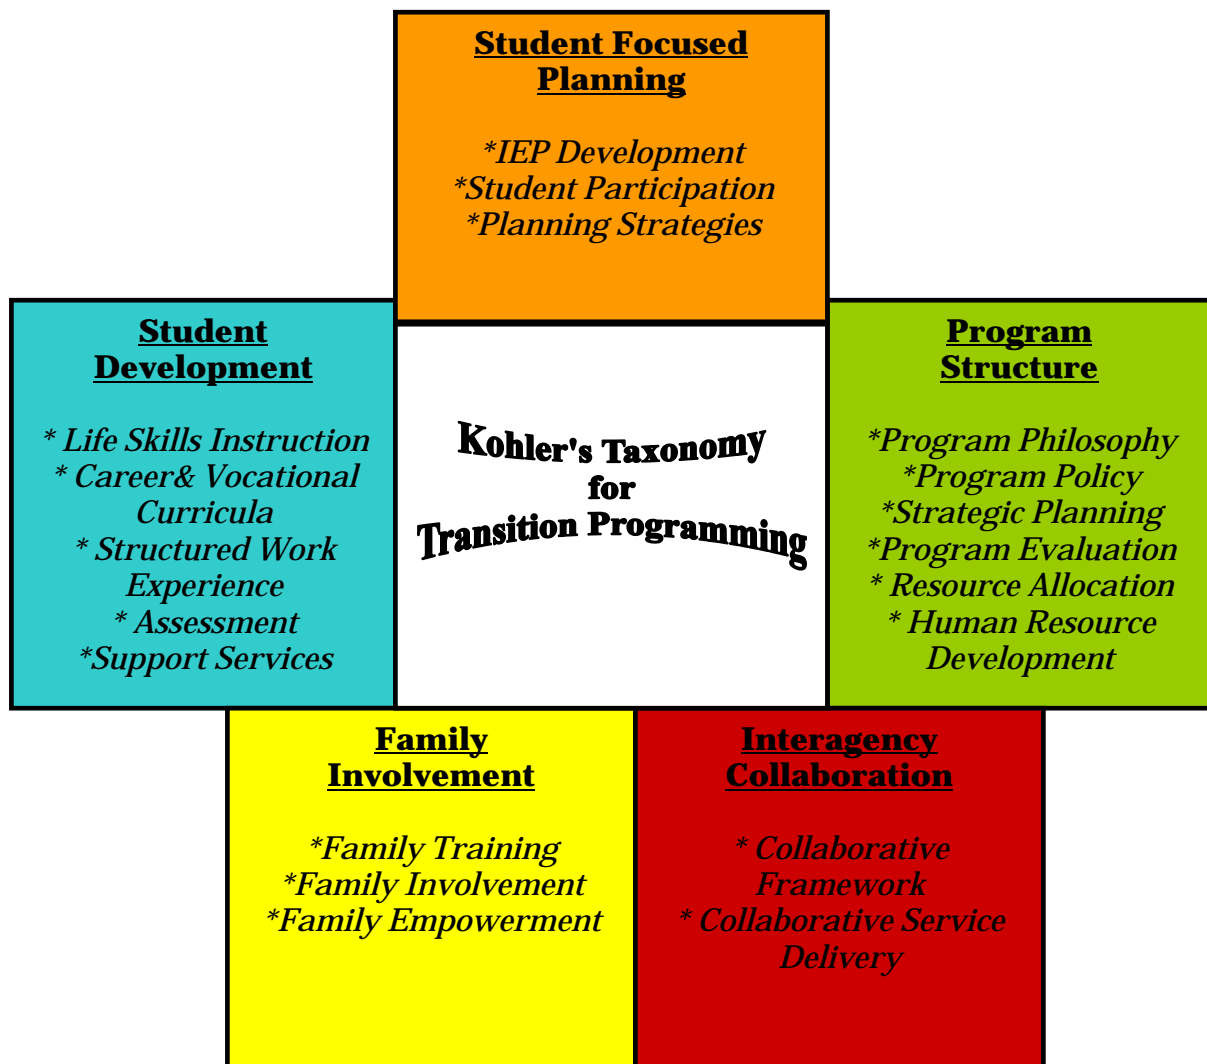 Student Focused
Planning
*IEP Development
*Student Participation
*Planning Strategies
Student
Development
* Life Skills Instruction
* Career& Vocational
Curricula
* Structured Work
Experience
* Assessment
*Support Services
Kohler's Taxonomy
for
Transition Programming
Program
Structure
*Program Philosophy
*Program Policy
*Strategic Planning
*Program Evaluation
* Resource Allocation
* Human Resource
Development
Family
Involvement
*Family Training
*Family Involvement
*Family Empowerment
Interagency
Collaboration
* Collaborative
Framework
* Collaborative Service
Delivery